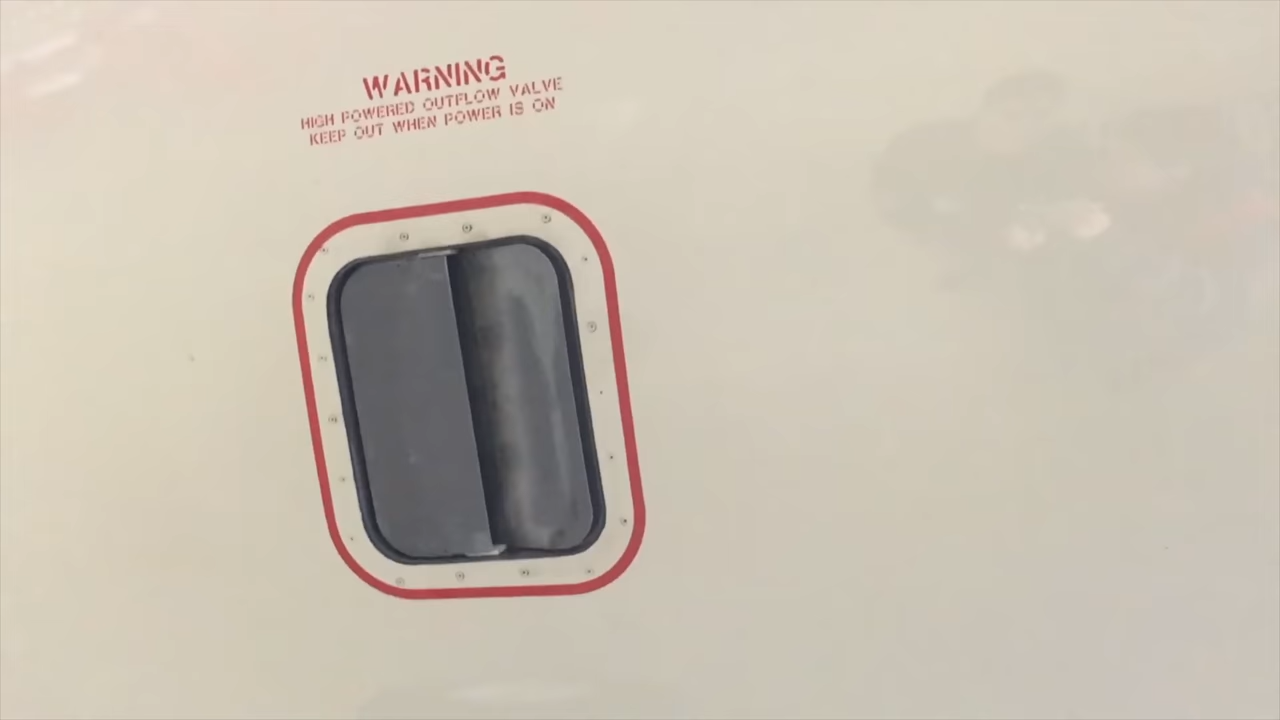 WARNING
HIGH POWERED OUTFLOW VALVE
KEEP OUT WHEN POWER IS ON